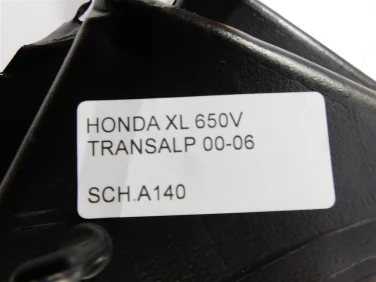 HONDA XL 650V
TRANSALP 00-06
SCH.A140